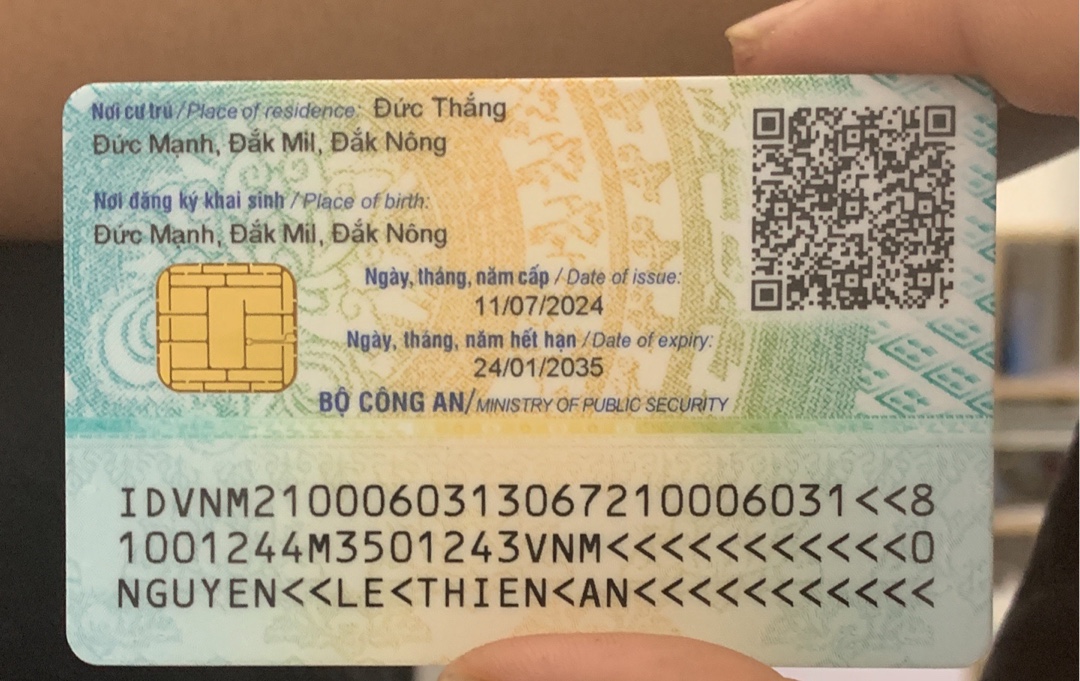 Nơi cư trú / Place of residence: Đức Thắng
Đức Mạnh, Đắk Mil, Đắk Nông
Nơi đăng ký khai sinh / Place of birth:
Đức Mạnh, Đắk Mil, Đắk Nông
Ngày, tháng, năm cấp / Date of issue:
11/07/2024
Ngày, tháng, năm hết hạn / Date of expiry:
24/01/2035
BỘ CÔNG AN/MINISTRY OF PUBLIC SECURITY
IDVNM2100060313067210006031<<8
1001244M3501243VNM<<<<<<<<<<<0
NGUYEN<<LE<THIEN<AN<<<<<<<<<<<